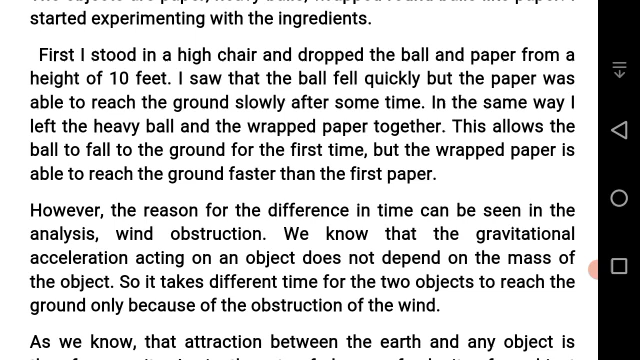 started experimenting with the ingredients.
First I stood in a high chair and dropped the ball and paper from a
height of 10 feet. I saw that the ball fell quickly but the paper was
able to reach the ground slowly after some time. In the same way I
left the heavy ball and the wrapped paper together. This allows the
ball to fall to the ground for the first time, but the wrapped paper is
able to reach the ground faster than the first paper.
However, the reason for the difference in time can be seen in the
analysis, wind obstruction. We know that the gravitational
acceleration acting on an object does not depend on the mass of
the object. So it takes different time for the two objects to reach the
ground only because of the obstruction of the wind.
As we know, that attraction between the earth and any object is